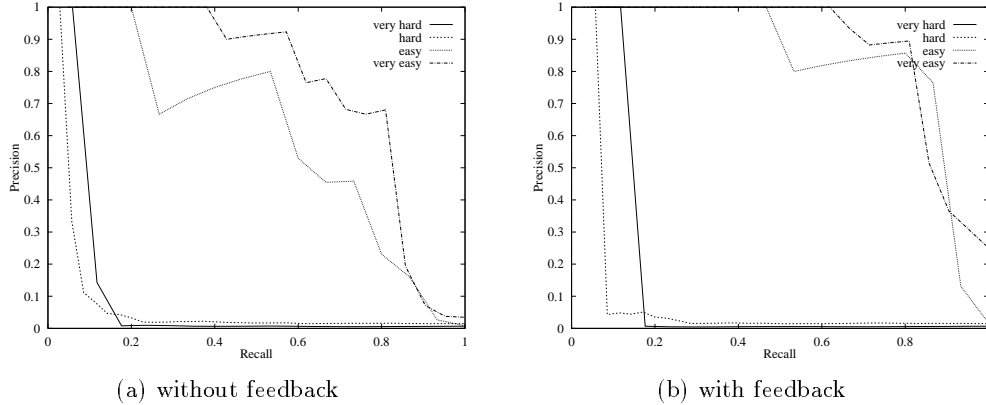 1
0.9
0.8
0.7
0.6
0.5
0.4
0.3
0.2
0.1
0
Precision
0 0.2 0.4 0.6 0.8 1
Recall
very hard
hard
easy
very easy
(a) without feedback
1
0.9
0.8
0.7
0.6
0.5
0.4
0.3
0.2
0.1
0
Precision
0 0.2 0.4 0.6 0.8
Recall
very hard
hard
easy
very easy
(b) with feedback